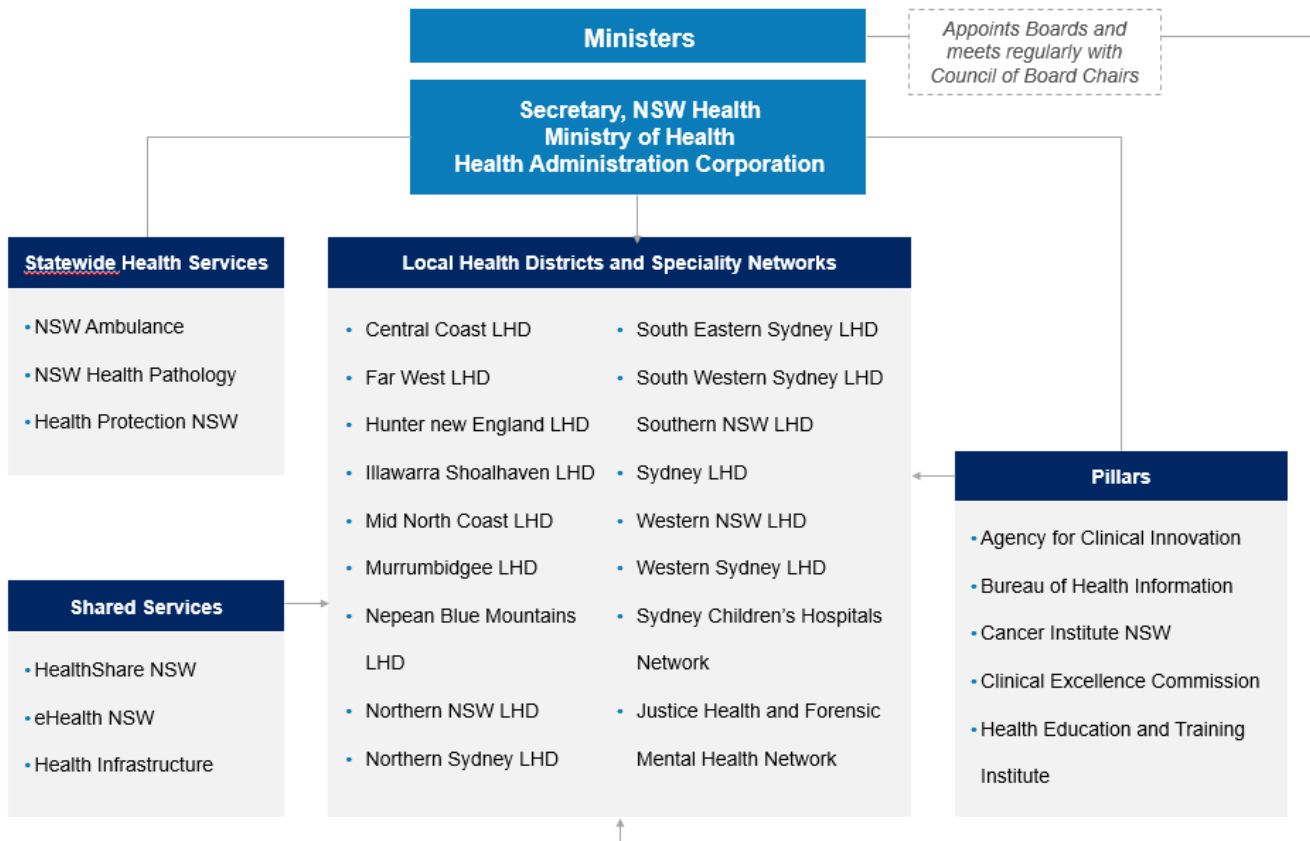 Ministers
Appoints Boards and
meets regularly with
Council of Board Chairs
Secretary, NSW Health
Ministry of Health
Health Administration Corporation
Statewide Health Services
• NSW Ambulance
• NSW Health Pathology
• Health Protection NSW
Shared Services
• HealthShare NSW
• eHealth NSW
• Health Infrastructure
Local Health Districts and Speciality Networks
• Central Coast LHD
• Far West LHD
• Hunter new England LHD
• Illawarra Shoalhaven LHD
• Mid North Coast LHD
• Murrumbidgee LHD
• Nepean Blue Mountains
LHD
• Northern NSW LHD
• Northern Sydney LHD
• South Eastern Sydney LHD
• South Western Sydney LHD
Southern NSW LHD
• Sydney LHD
• Western NSW LHD
• Western Sydney LHD
• Sydney Children’s Hospitals
Network
• Justice Health and Forensic
Mental Health Network
Pillars
• Agency for Clinical Innovation
• Bureau of Health Information
• Cancer Institute NSW
• Clinical Excellence Commission
• Health Education and Training
Institute